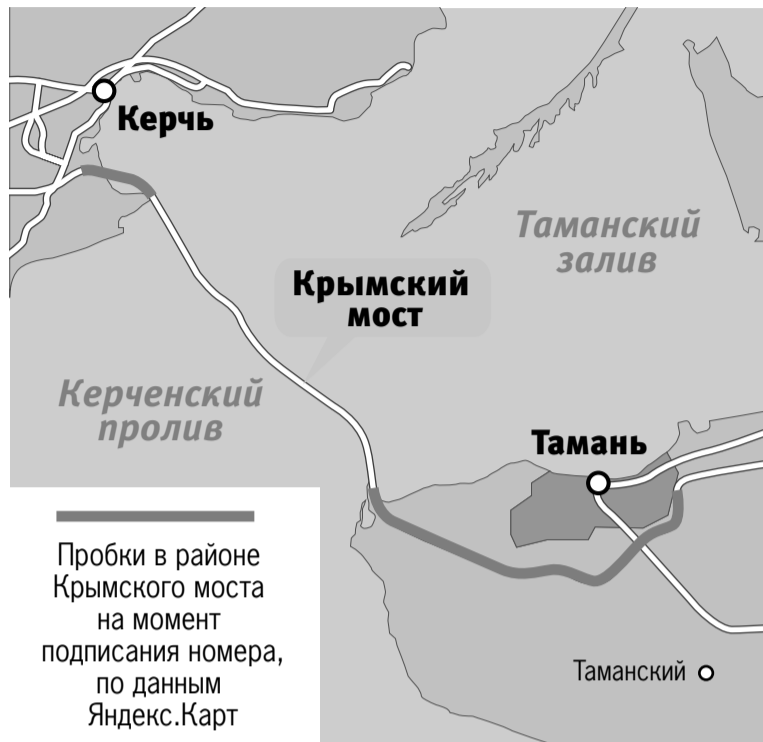 Керчь
Таманский
залив
Крымский
мост
Керченский
пролив
Тамань
Пробки в районе
Крымского моста
на момент
подписания номера,
по данным
Яндекс.Карт
Таманский